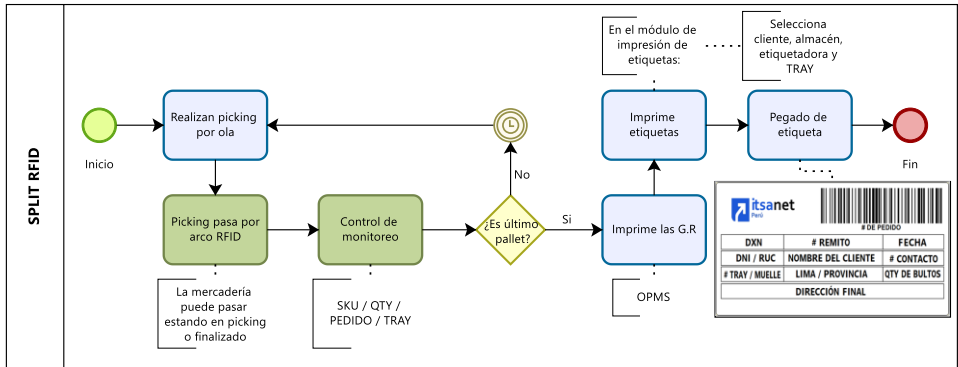 SPLIT RFID
Inicio
Realizan picking
por ola
Picking pasa por
arco RFID
La mercadería
puede pasar
estando en picking
o finalizado
Control de
monitoreo
SKU / QTY /
PEDIDO / TRAY
¿Es último
pallet?
No
Si
Imprime las G.R
OPMS
Imprime
etiquetas
En el módulo de
impresión de
etiquetas:
Selecciona
cliente, almacén,
etiquetadora y
TRAY
Pegado de
etiqueta
Fin
itsanet
Perú
# DE PEDIDO
DXN # REMITO FECHA
DNI / RUC NOMBRE DEL CLIENTE # CONTACTO
# TRAY / MUELLE LIMA / PROVINCIA QTY DE BULTOS
DIRECCIÓN FINAL